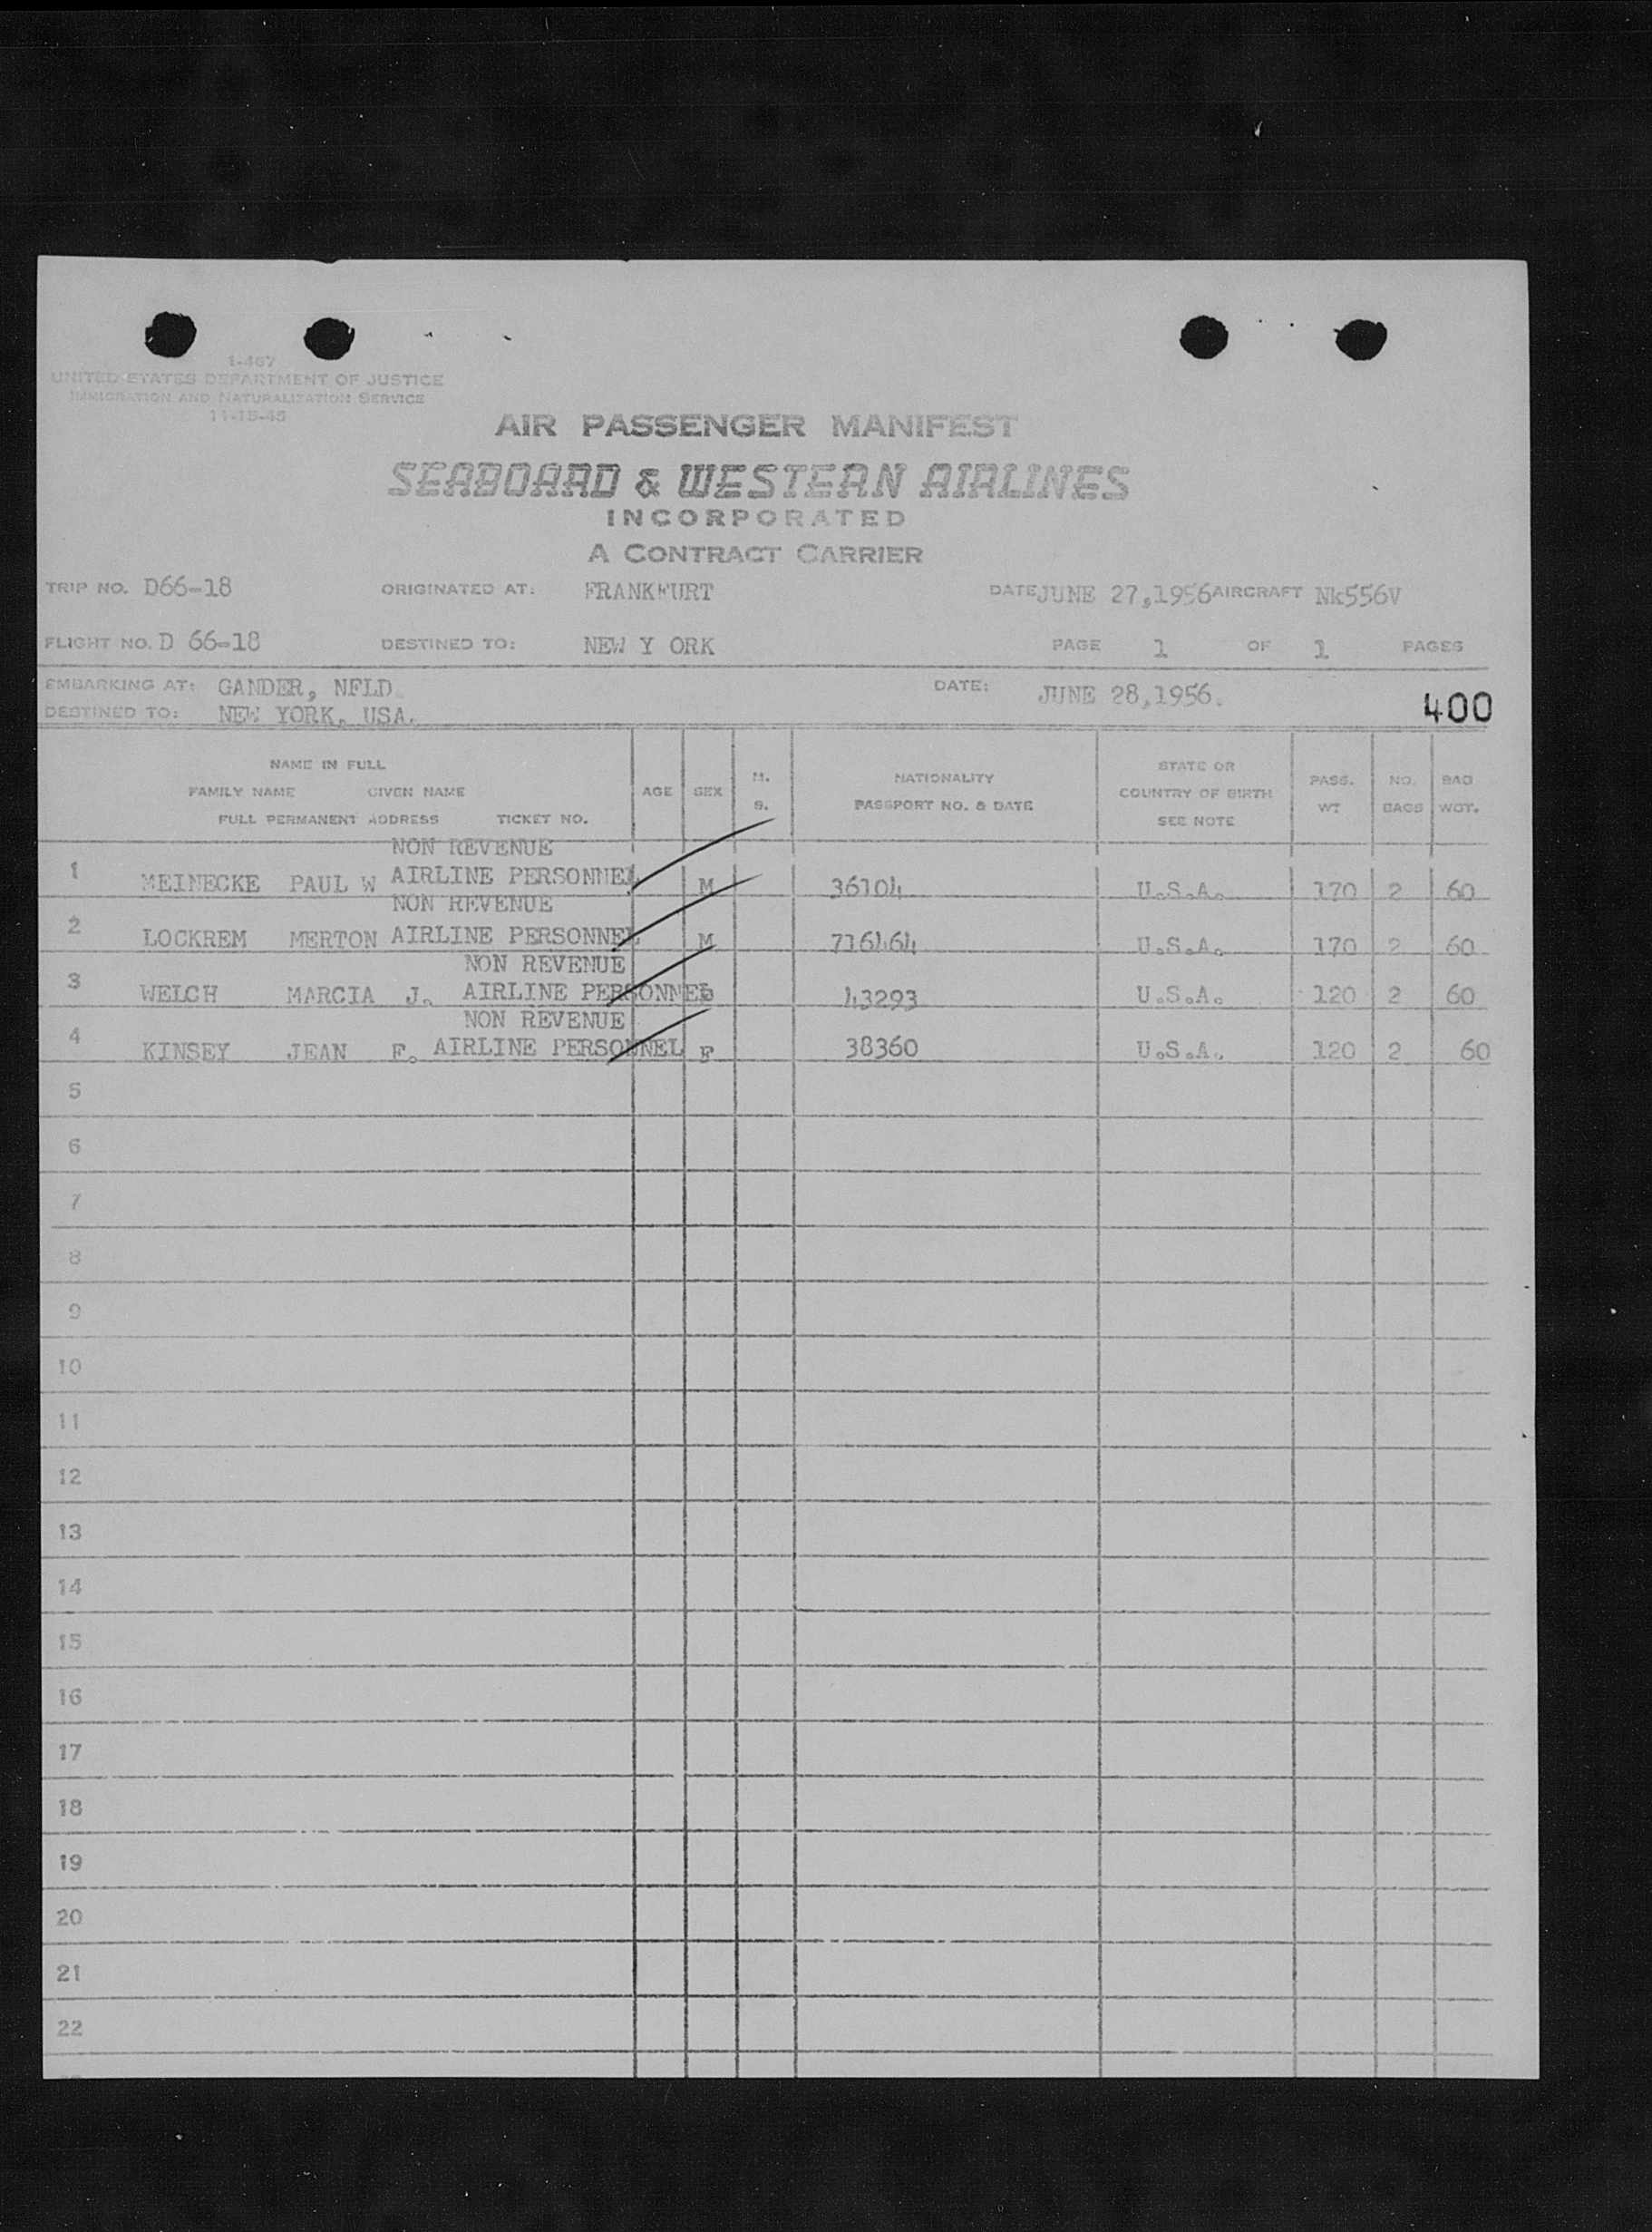 I-467
UNITED STATES DEPARTMENT OF JUSTICE
IMMIGRATION AND NATURALIZATION SERVICE
11-15-45
AIR PASSENGER MANIFEST
SEABOARD & WESTERN AIRLINES
INCORPORATED
A CONTRACT CARRIER
TRIP NO. D66-18 ORIGINATED AT: FRANKFURT DATE JUNE 27,1956 AIRCRAFT Nk556V
FLIGHT NO. D 66-18 DESTINED TO: NEW Y ORK PAGE 1 OF 1 PAGES
EMBARKING AT: GANDER, NFLD. DATE: JUNE 28,1956.
DESTINED TO: NEW YORK, USA. 400
NAME IN FULL
FAMILY NAME GIVEN NAME
FULL PERMANENT ADDRESS TICKET NO.
AGE SEX M. S.
NATIONALITY
PASSPORT NO. & DATE
STATE OR
COUNTRY OF BIRTH
SEE NOTE
PASS. WT
NO. BAGS
BAG WGT.
NON REVENUE
1 MEINECKE PAUL W AIRLINE PERSONNEL M 36104 U.S.A. 170 2 60
NON REVENUE
2 LOCKREM MERTON AIRLINE PERSONNEL M 716464 U.S.A. 170 2 60
NON REVENUE
3 WELCH MARCIA J. AIRLINE PERSONNEL 43293 U.S.A. 120 2 60
NON REVENUE
4 KINSEY JEAN F. AIRLINE PERSONNEL F 38360 U.S.A. 120 2 60
5
6
7
8
9
10
11
12
13
14
15
16
17
18
19
20
21
22